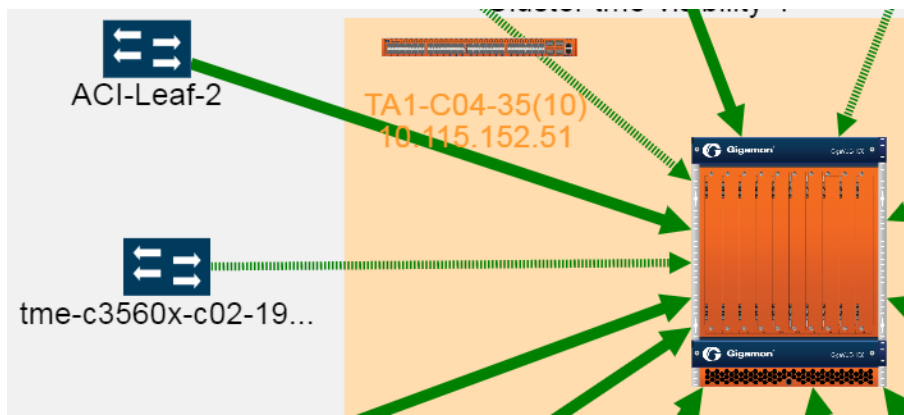 ACI-Leaf-2
TA1-C04-35(10)
10.115.152.51
Gigamon
tme-c3560x-c02-19...
Gigamon